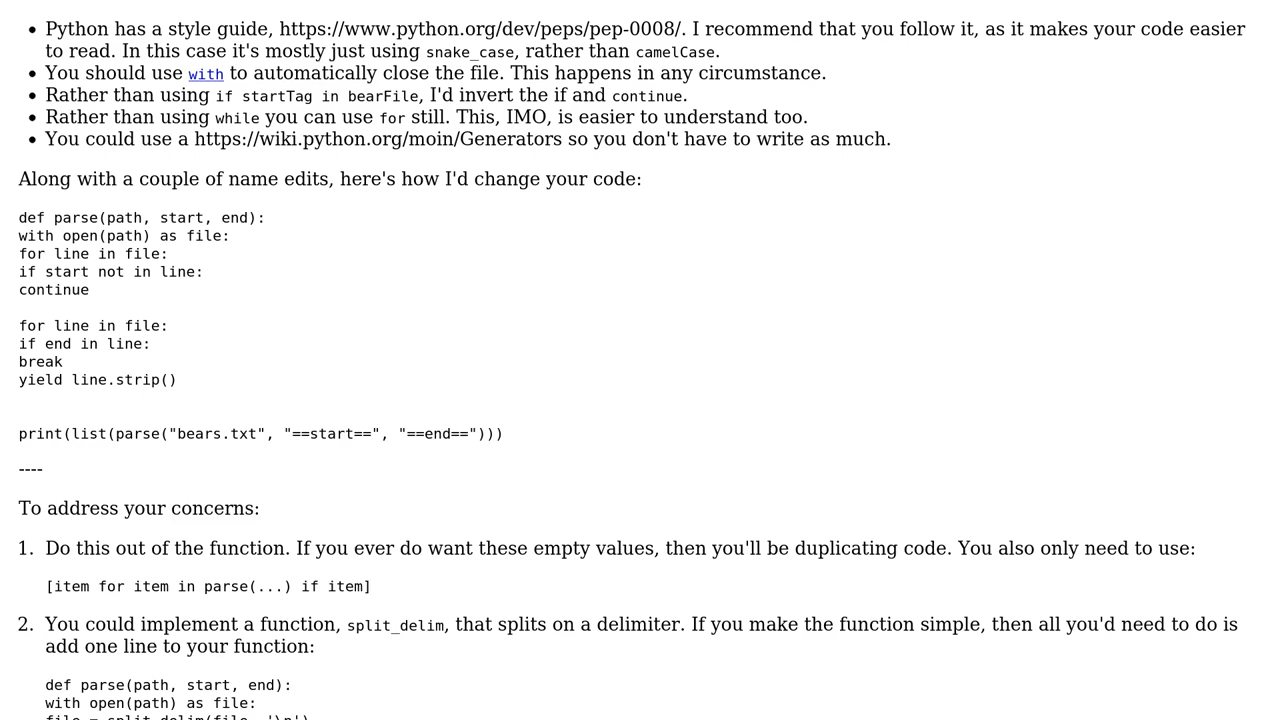 • Python has a style guide, https://www.python.org/dev/peps/pep-0008/. I recommend that you follow it, as it makes your code easier
to read. In this case it's mostly just using snake_case, rather than camelCase.
• You should use with to automatically close the file. This happens in any circumstance.
• Rather than using if startTag in bearFile, I'd invert the if and continue.
• Rather than using while you can use for still. This, IMO, is easier to understand too.
• You could use a https://wiki.python.org/moin/Generators so you don't have to write as much.
Along with a couple of name edits, here's how I'd change your code:
def parse(path, start, end):
with open(path) as file:
for line in file:
if start not in line:
continue
for line in file:
if end in line:
break
yield line.strip()
print(list(parse("bears.txt", "==start==", "==end==")))
----
To address your concerns:
1. Do this out of the function. If you ever do want these empty values, then you'll be duplicating code. You also only need to use:
[item for item in parse(...) if item]
2. You could implement a function, split_delim, that splits on a delimiter. If you make the function simple, then all you'd need to do is
add one line to your function:
def parse(path, start, end):
with open(path) as file:
file = split_delim(file, '\n')